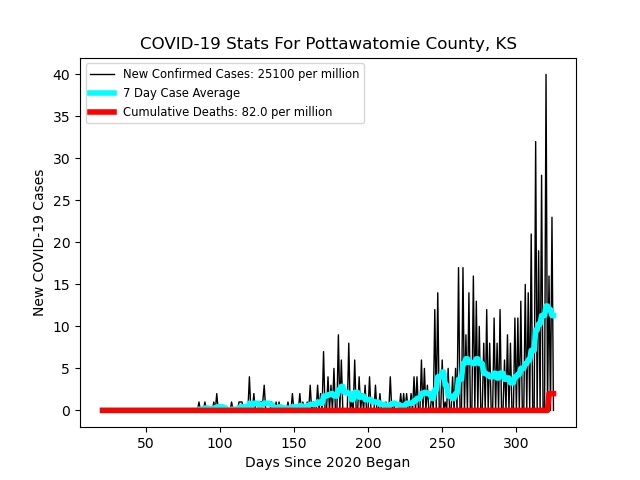 COVID-19 Stats For Pottawatomie County, KS
New Confirmed Cases: 25100 per million
7 Day Case Average
Cumulative Deaths: 82.0 per million
New COVID-19 Cases
40
35
30
25
20
15
10
5
0
50 100 150 200 250 300
Days Since 2020 Began